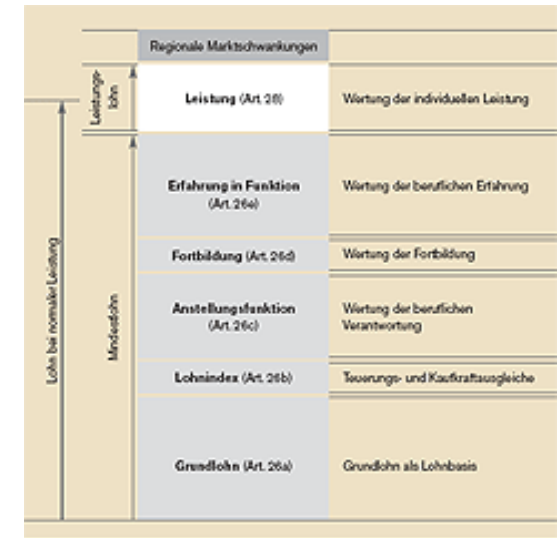 Regionale Marktschwankungen
Leistungs-
lohn
Leistung (Art. 28)
Wertung der individuellen Leistung
Erfahrung in Funktion
(Art. 26e)
Wertung der beruflichen Erfahrung
Fortbildung (Art. 26d)
Wertung der Fortbildung
Lohn bei normaler Leistung
Mindestlohn
Anstellungsfunktion
(Art. 26c)
Wertung der beruflichen
Verantwortung
Lohnindex (Art. 26b)
Teuerungs- und Kaufkraftausgleiche
Grundlohn (Art. 26a)
Grundlohn als Lohnbasis